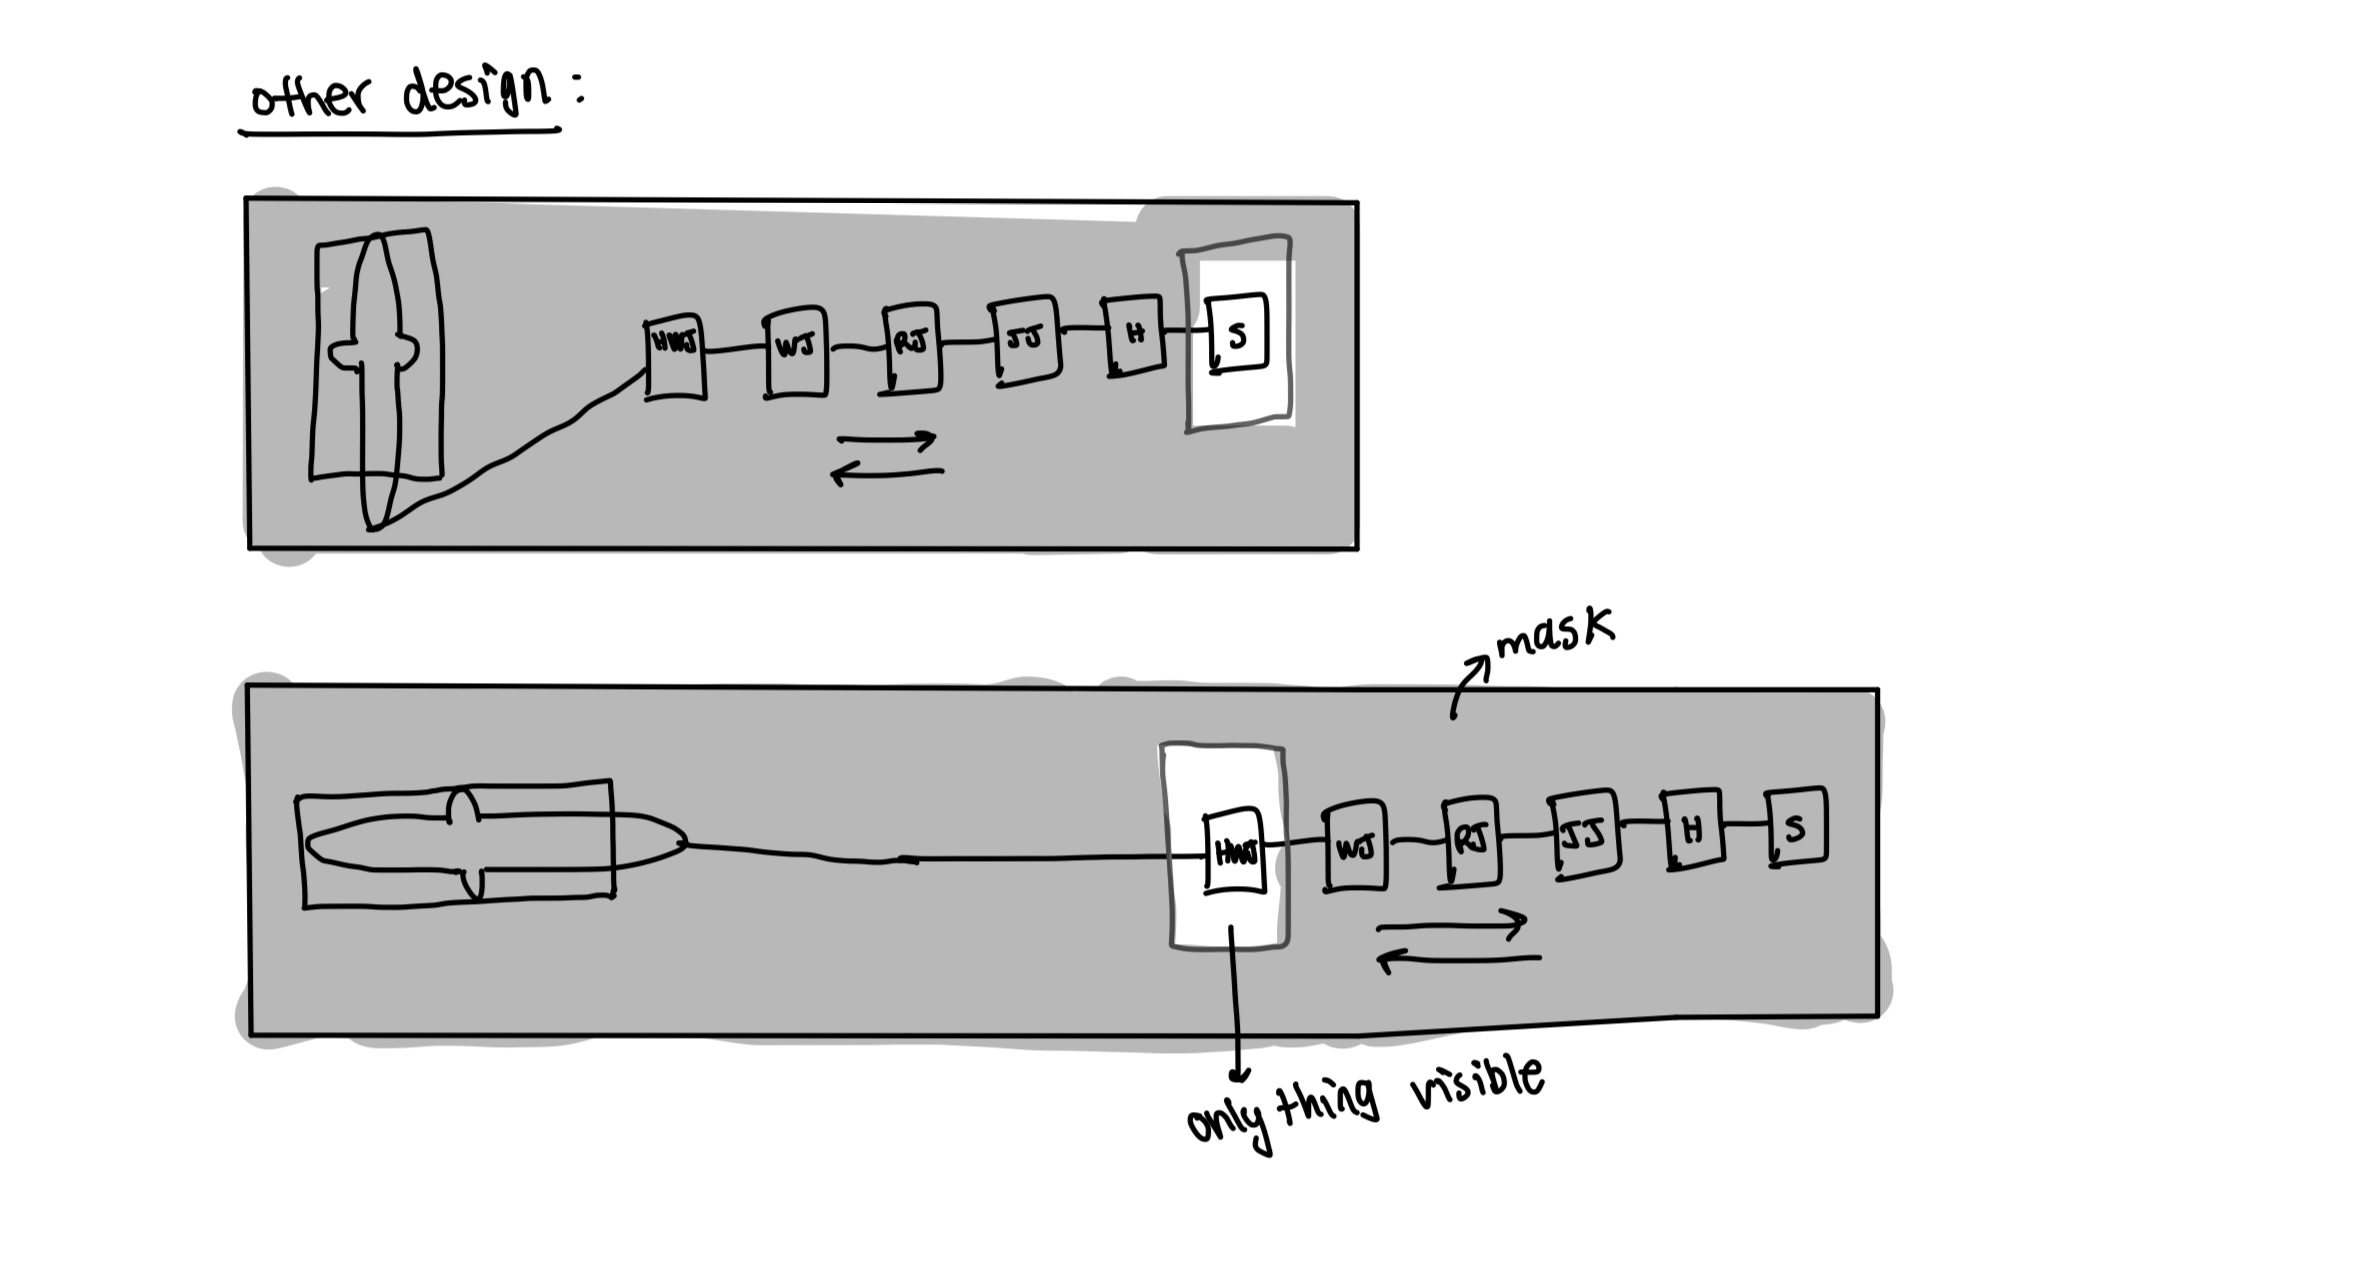 other design:
HWJ WJ RJ JJ H S
mask
HWJ WJ RJ JJ H S
only thing visible